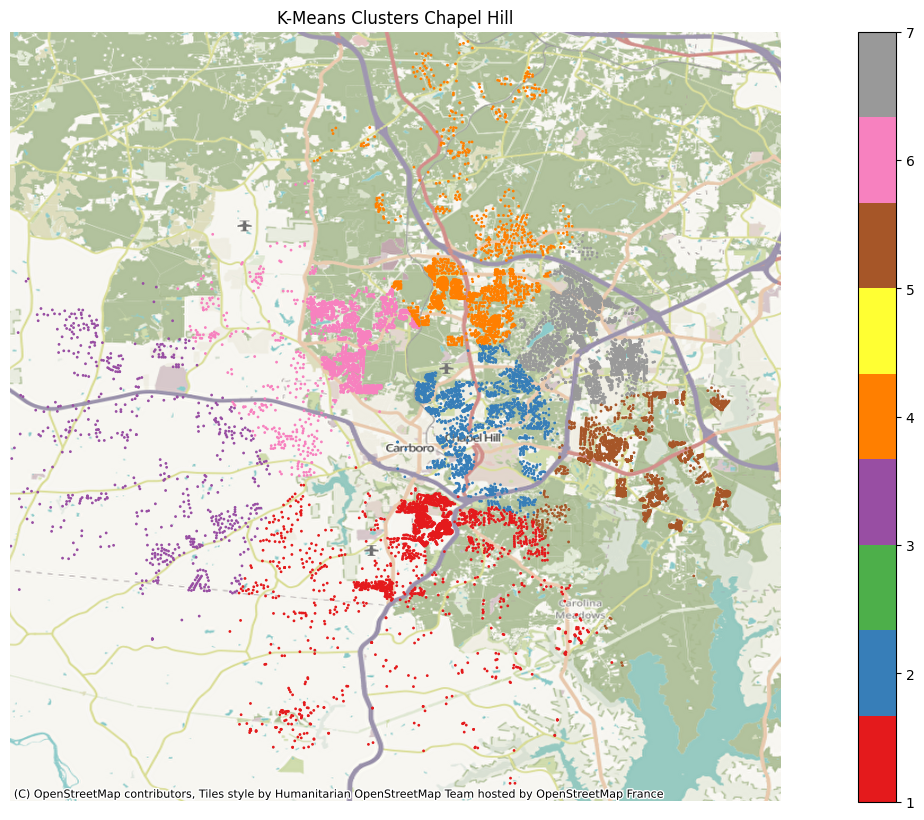 K-Means Clusters Chapel Hill
7
6
5
4
3
2
1
Chapel Hill
Carrboro
Carolina
Meadows
(C) OpenStreetMap contributors, Tiles style by Humanitarian OpenStreetMap Team hosted by OpenStreetMap France